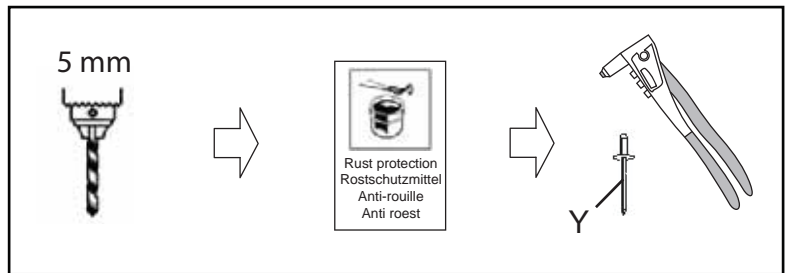 5 mm
Rust protection
Rostschutzmittel
Anti-rouille
Anti roest
Y